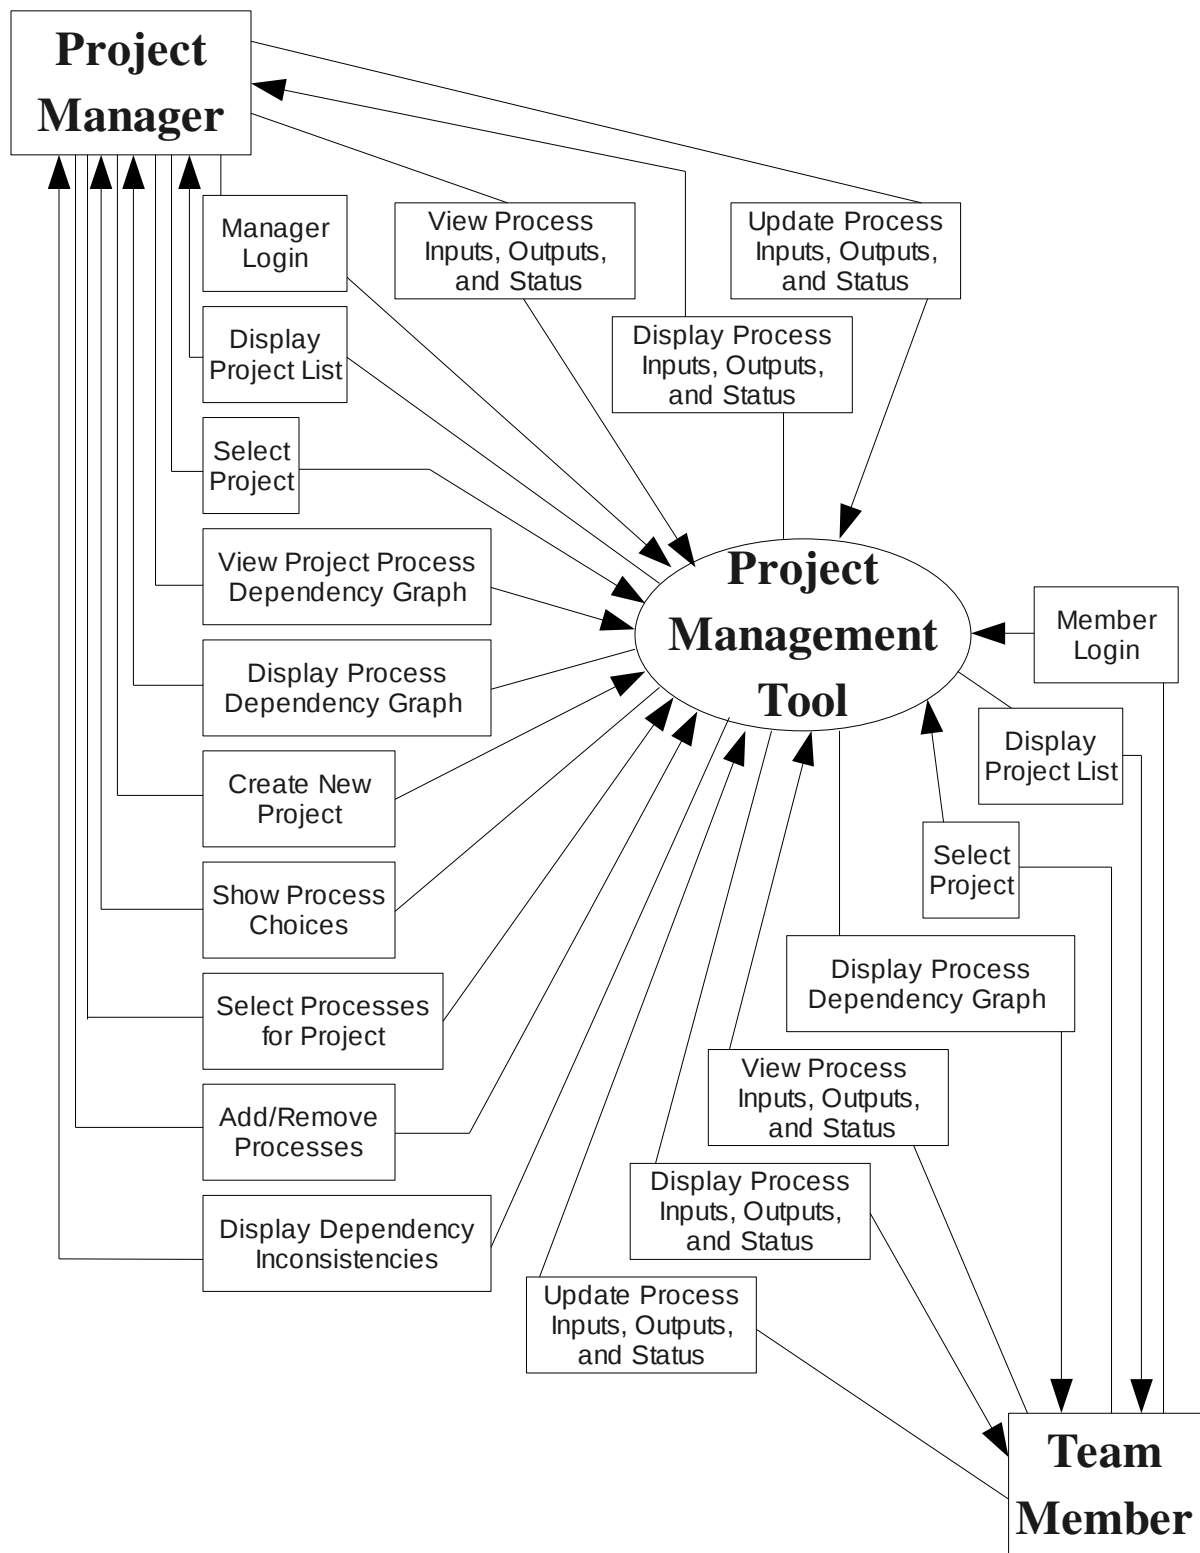 Project
Manager
Manager
Login
View Process
Inputs, Outputs,
and Status
Update Process
Inputs, Outputs,
and Status
Display
Project List
Display Process
Inputs, Outputs,
and Status
Select
Project
View Project Process
Dependency Graph
Project
Management
Tool
Member
Login
Display Process
Dependency Graph
Display
Project List
Create New
Project
Select
Project
Show Process
Choices
Display Process
Dependency Graph
Select Processes
for Project
View Process
Inputs, Outputs,
and Status
Add/Remove
Processes
Display Process
Inputs, Outputs,
and Status
Display Dependency
Inconsistencies
Update Process
Inputs, Outputs,
and Status
Team
Member